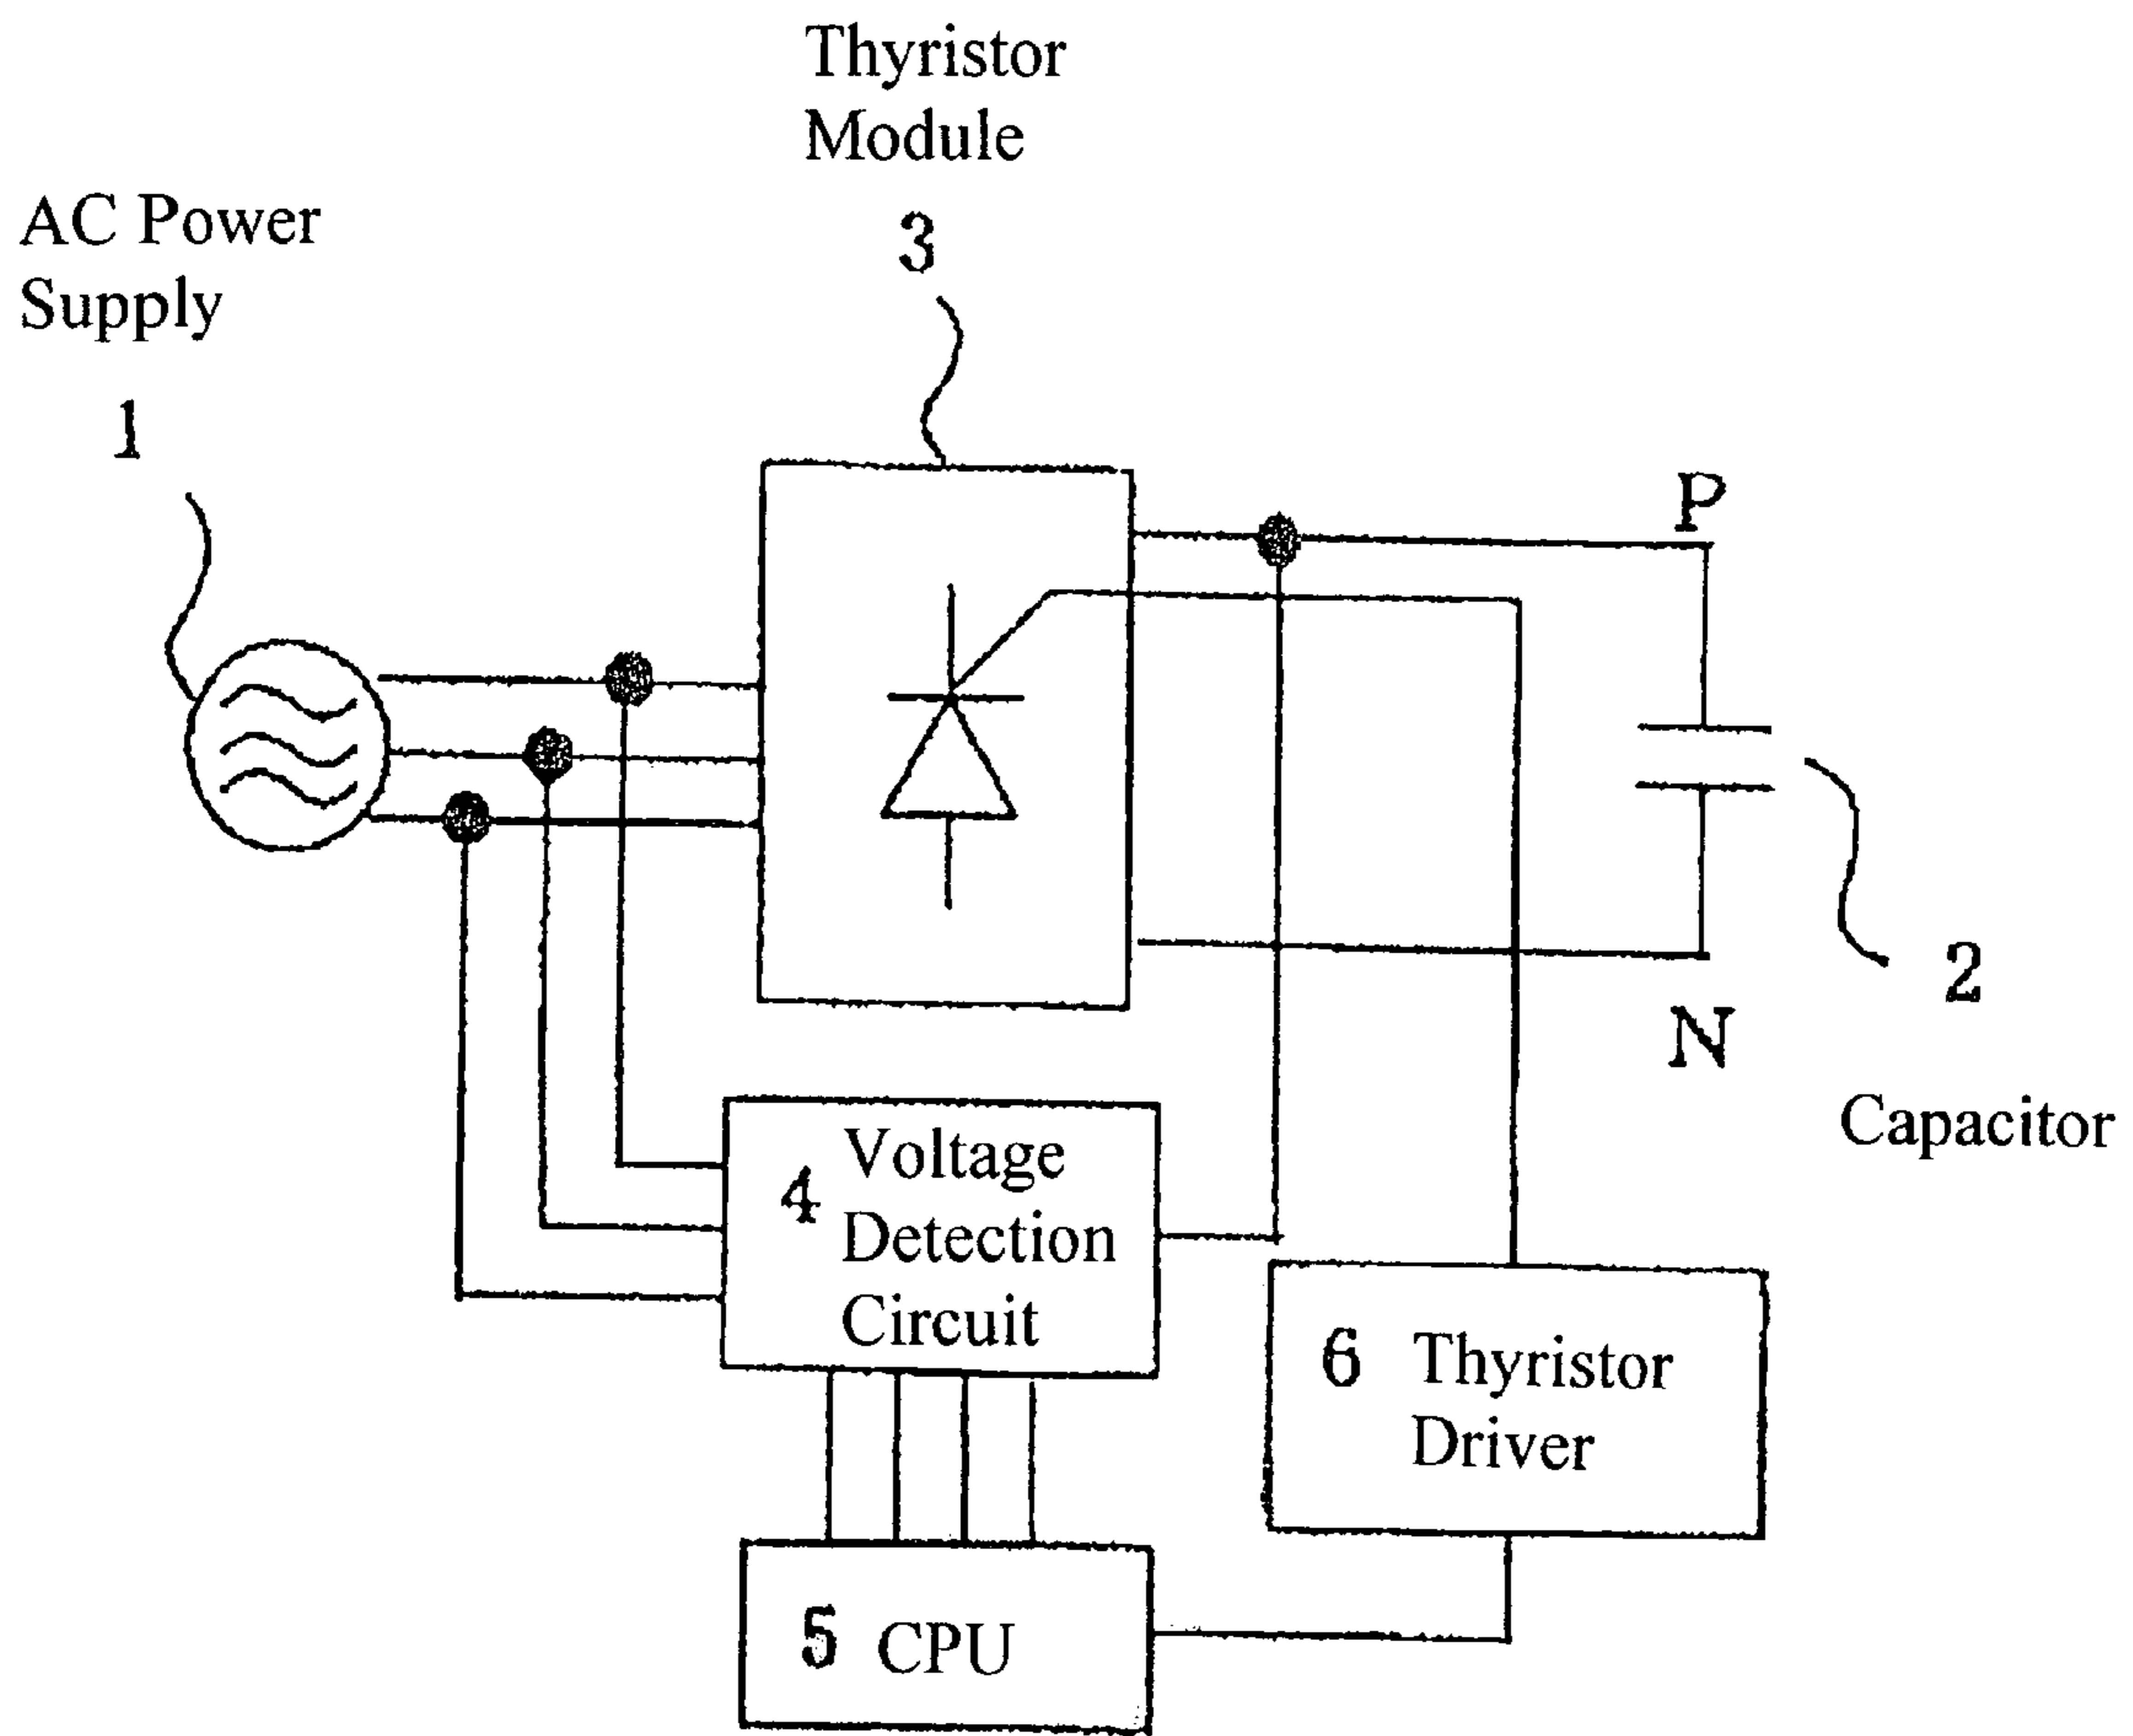 Thyristor
Module
3
AC Power
Supply
1
P
2
N
Capacitor
4 Voltage
Detection
Circuit
6 Thyristor
Driver
5 CPU